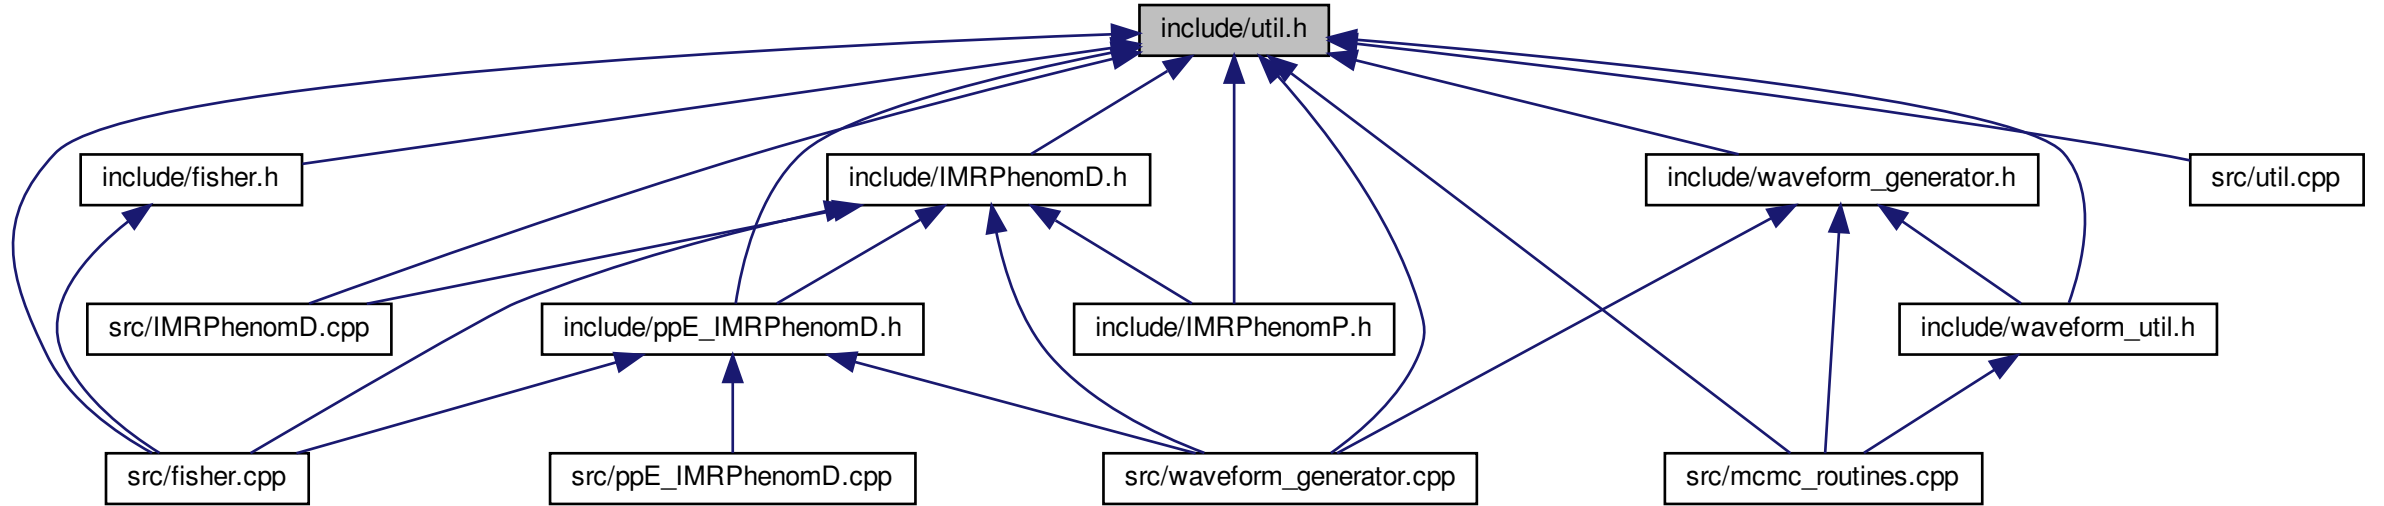 include/util.h
include/fisher.h
include/IMRPhenomD.h
include/waveform_generator.h
src/util.cpp
src/IMRPhenomD.cpp
include/ppE_IMRPhenomD.h
include/IMRPhenomP.h
include/waveform_util.h
src/fisher.cpp
src/ppE_IMRPhenomD.cpp
src/waveform_generator.cpp
src/mcmc_routines.cpp